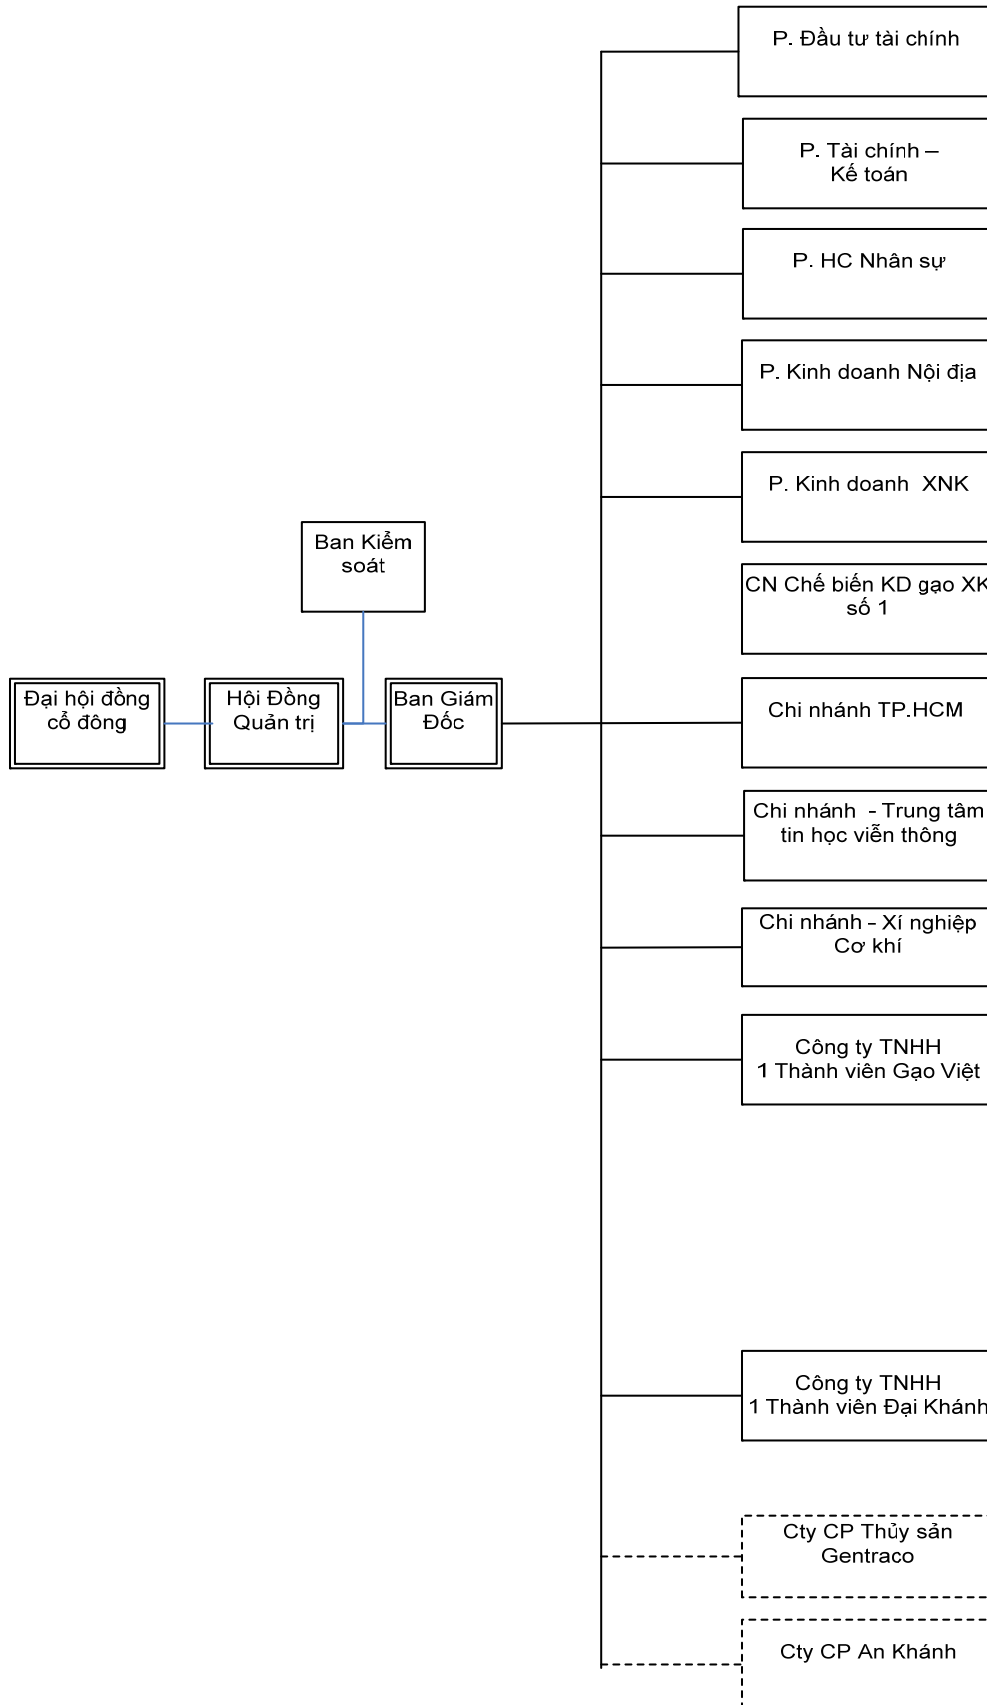 P. Đầu tư tài chính
P. Tài chính –
Kế toán
P. HC Nhân sự
P. Kinh doanh Nội địa
P. Kinh doanh XNK
Ban Kiểm
soát
CN Chế biến KD gạo XK
số 1
Đại hội đồng
cổ đông
Hội Đồng
Quản trị
Ban Giám
Đốc
Chi nhánh TP.HCM
Chi nhánh - Trung tâm
tin học viễn thông
Chi nhánh - Xí nghiệp
Cơ khí
Công ty TNHH
1 Thành viên Gạo Việt
Công ty TNHH
1 Thành viên Đại Khánh
Cty CP Thủy sản
Gentraco
Cty CP An Khánh